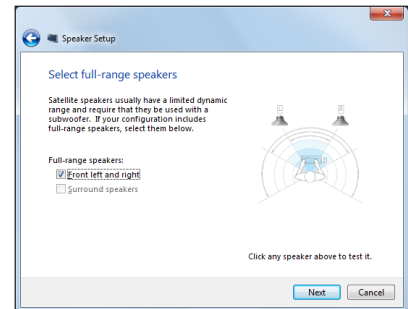 Speaker Setup
Select full-range speakers
Satellite speakers usually have a limited dynamic
range and require that they be used with a
subwoofer. If your configuration includes
full-range speakers, select them below.
Full-range speakers:
Front left and right
Surround speakers
Click any speaker above to test it.
Next
Cancel